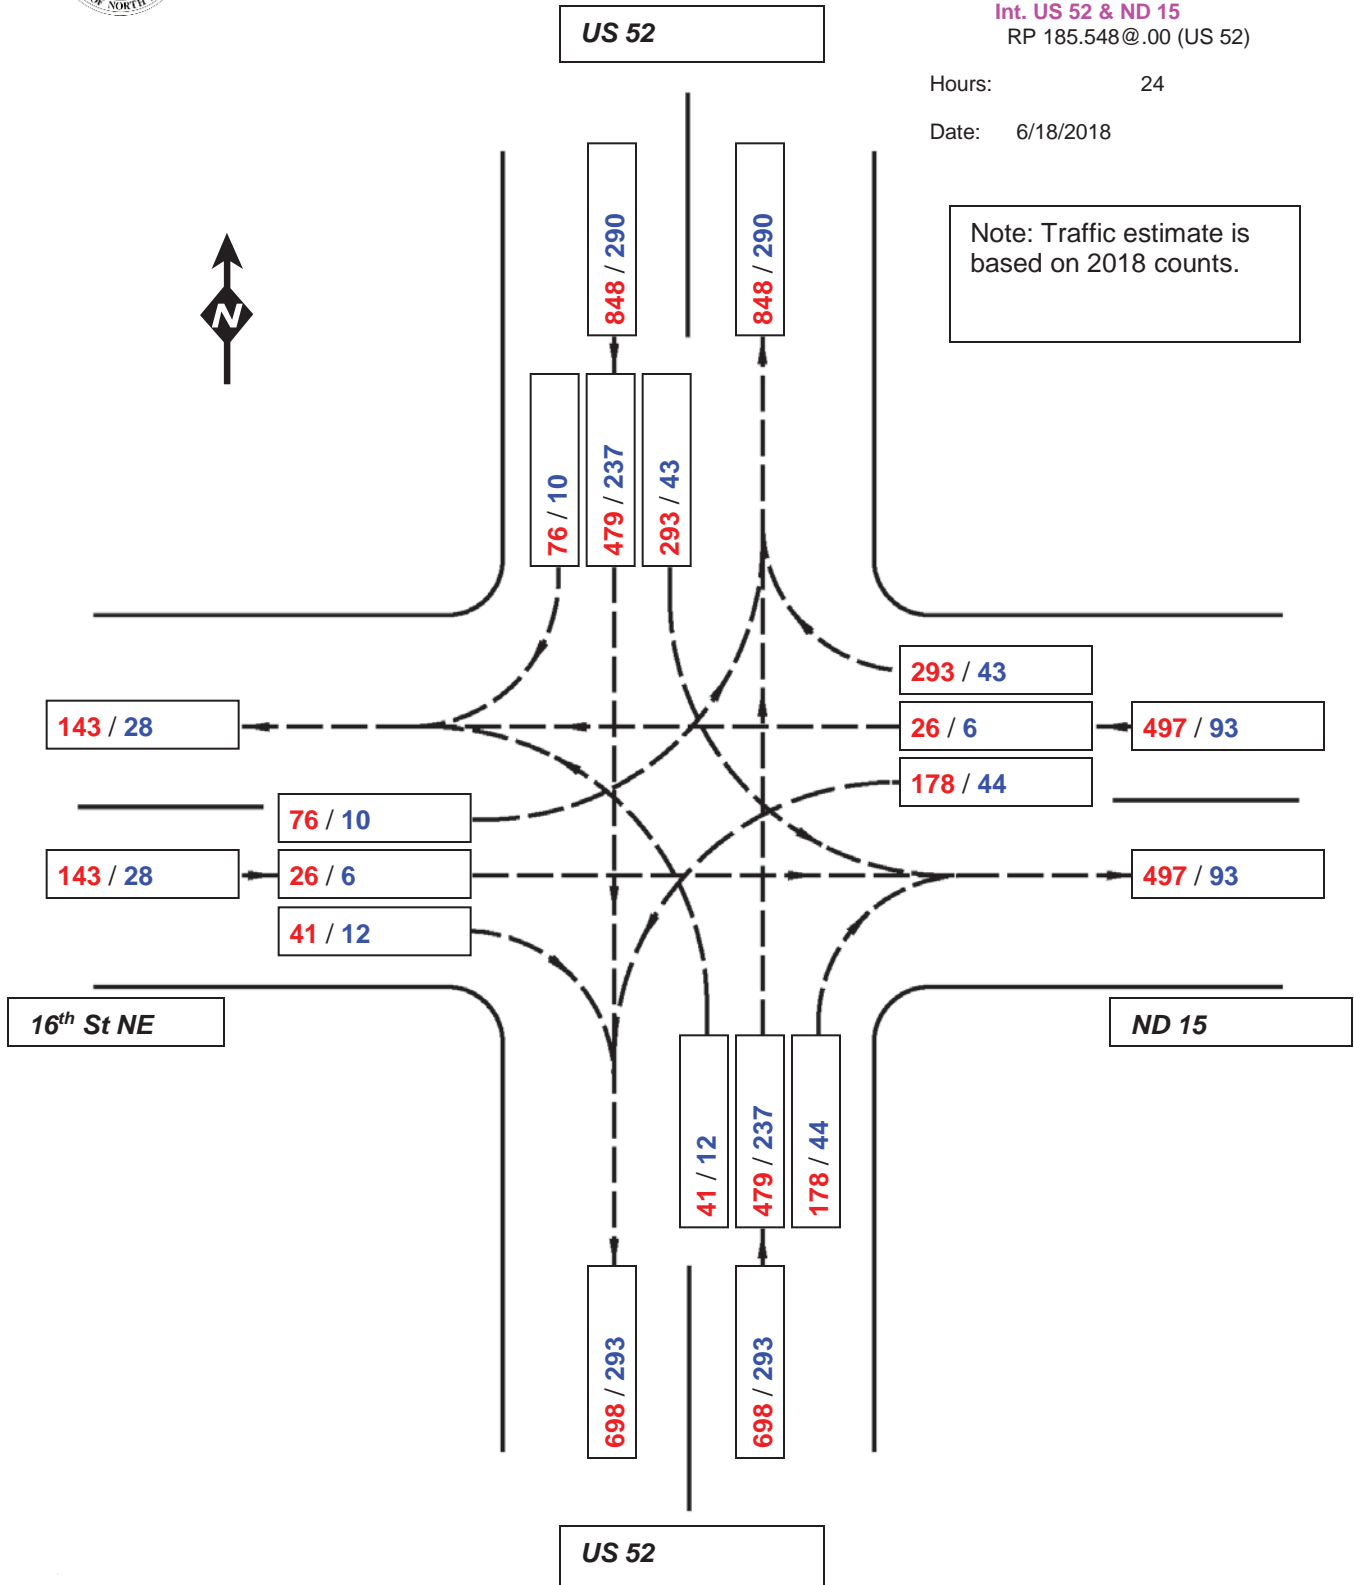 OF NORTH
US 52
Int. US 52 & ND 15
RP 185.548@.00 (US 52)
Hours: 24
Date: 6/18/2018
Note: Traffic estimate is
based on 2018 counts.
848 / 290
848 / 290
76 / 10
479 / 237
293 / 43
293 / 43
143 / 28
26 / 6
497 / 93
178 / 44
76 / 10
143 / 28
26 / 6
497 / 93
41 / 12
16th St NE
ND 15
41 / 12
479 / 237
178 / 44
698 / 293
698 / 293
US 52
N